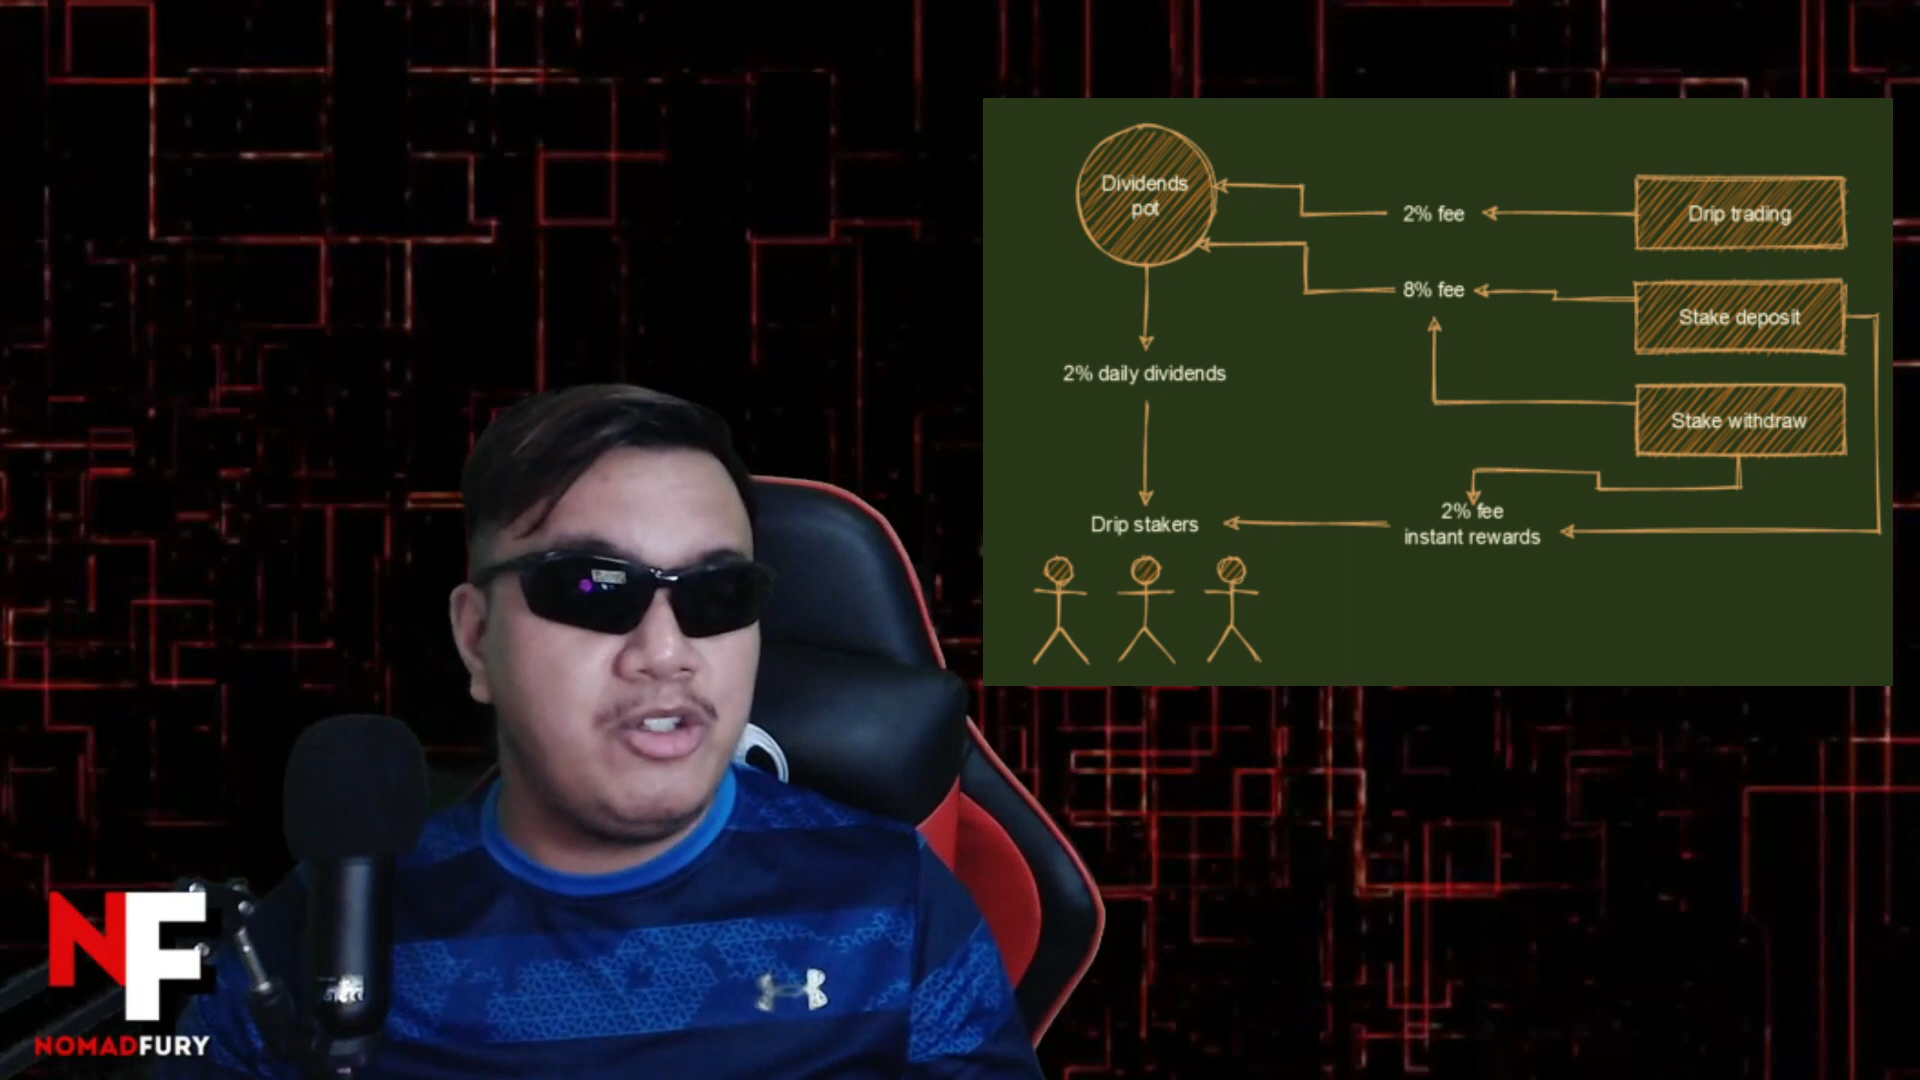 Dividends
pot
2% fee
Drip trading
8% fee
Stake deposit
2% daily dividends
Stake withdraw
Drip stakers
2% fee
instant rewards
NF
NOMADFURY